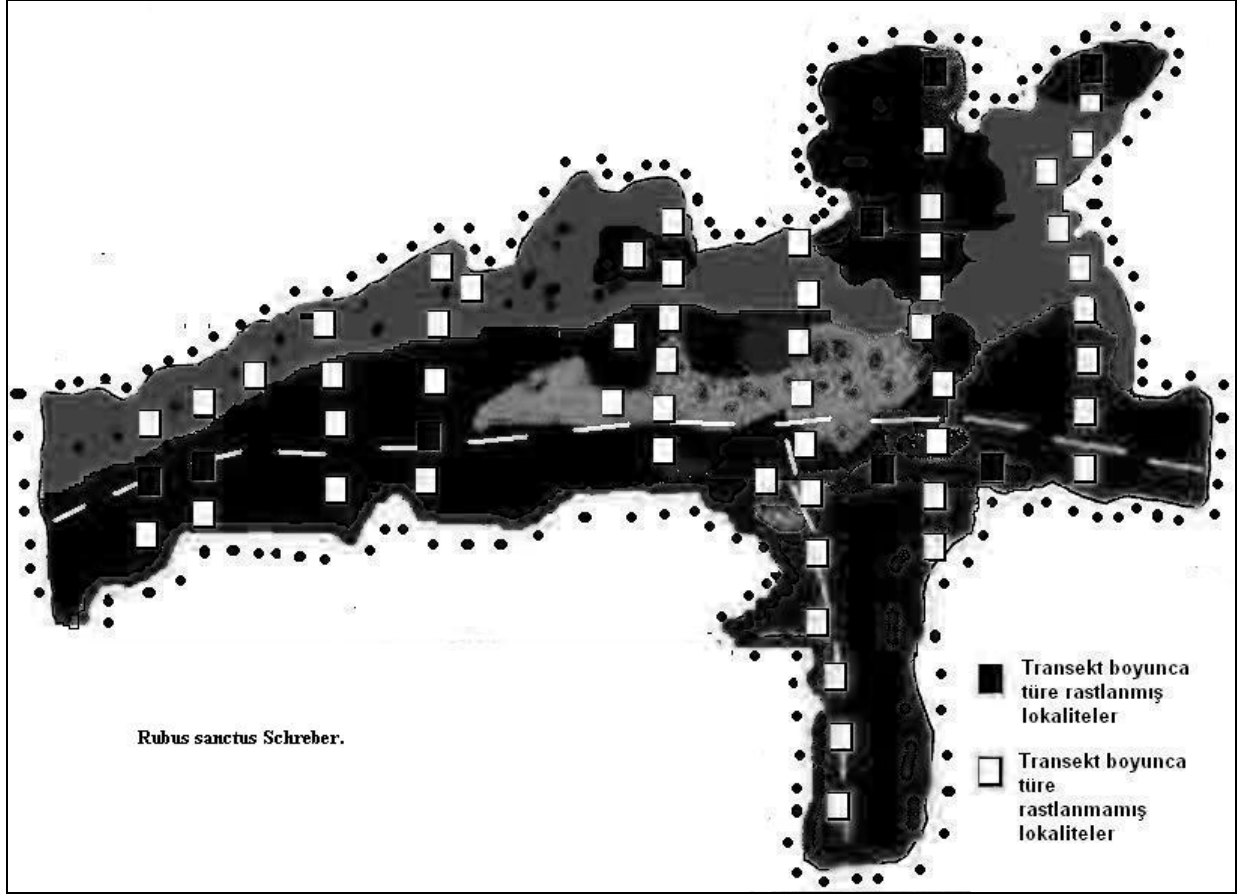 Transekt boyunca
türe rastlanmış
lokaliteler
Rubus sanctus Schreber.
Transekt boyunca
türe
rastlanmamış
lokaliteler